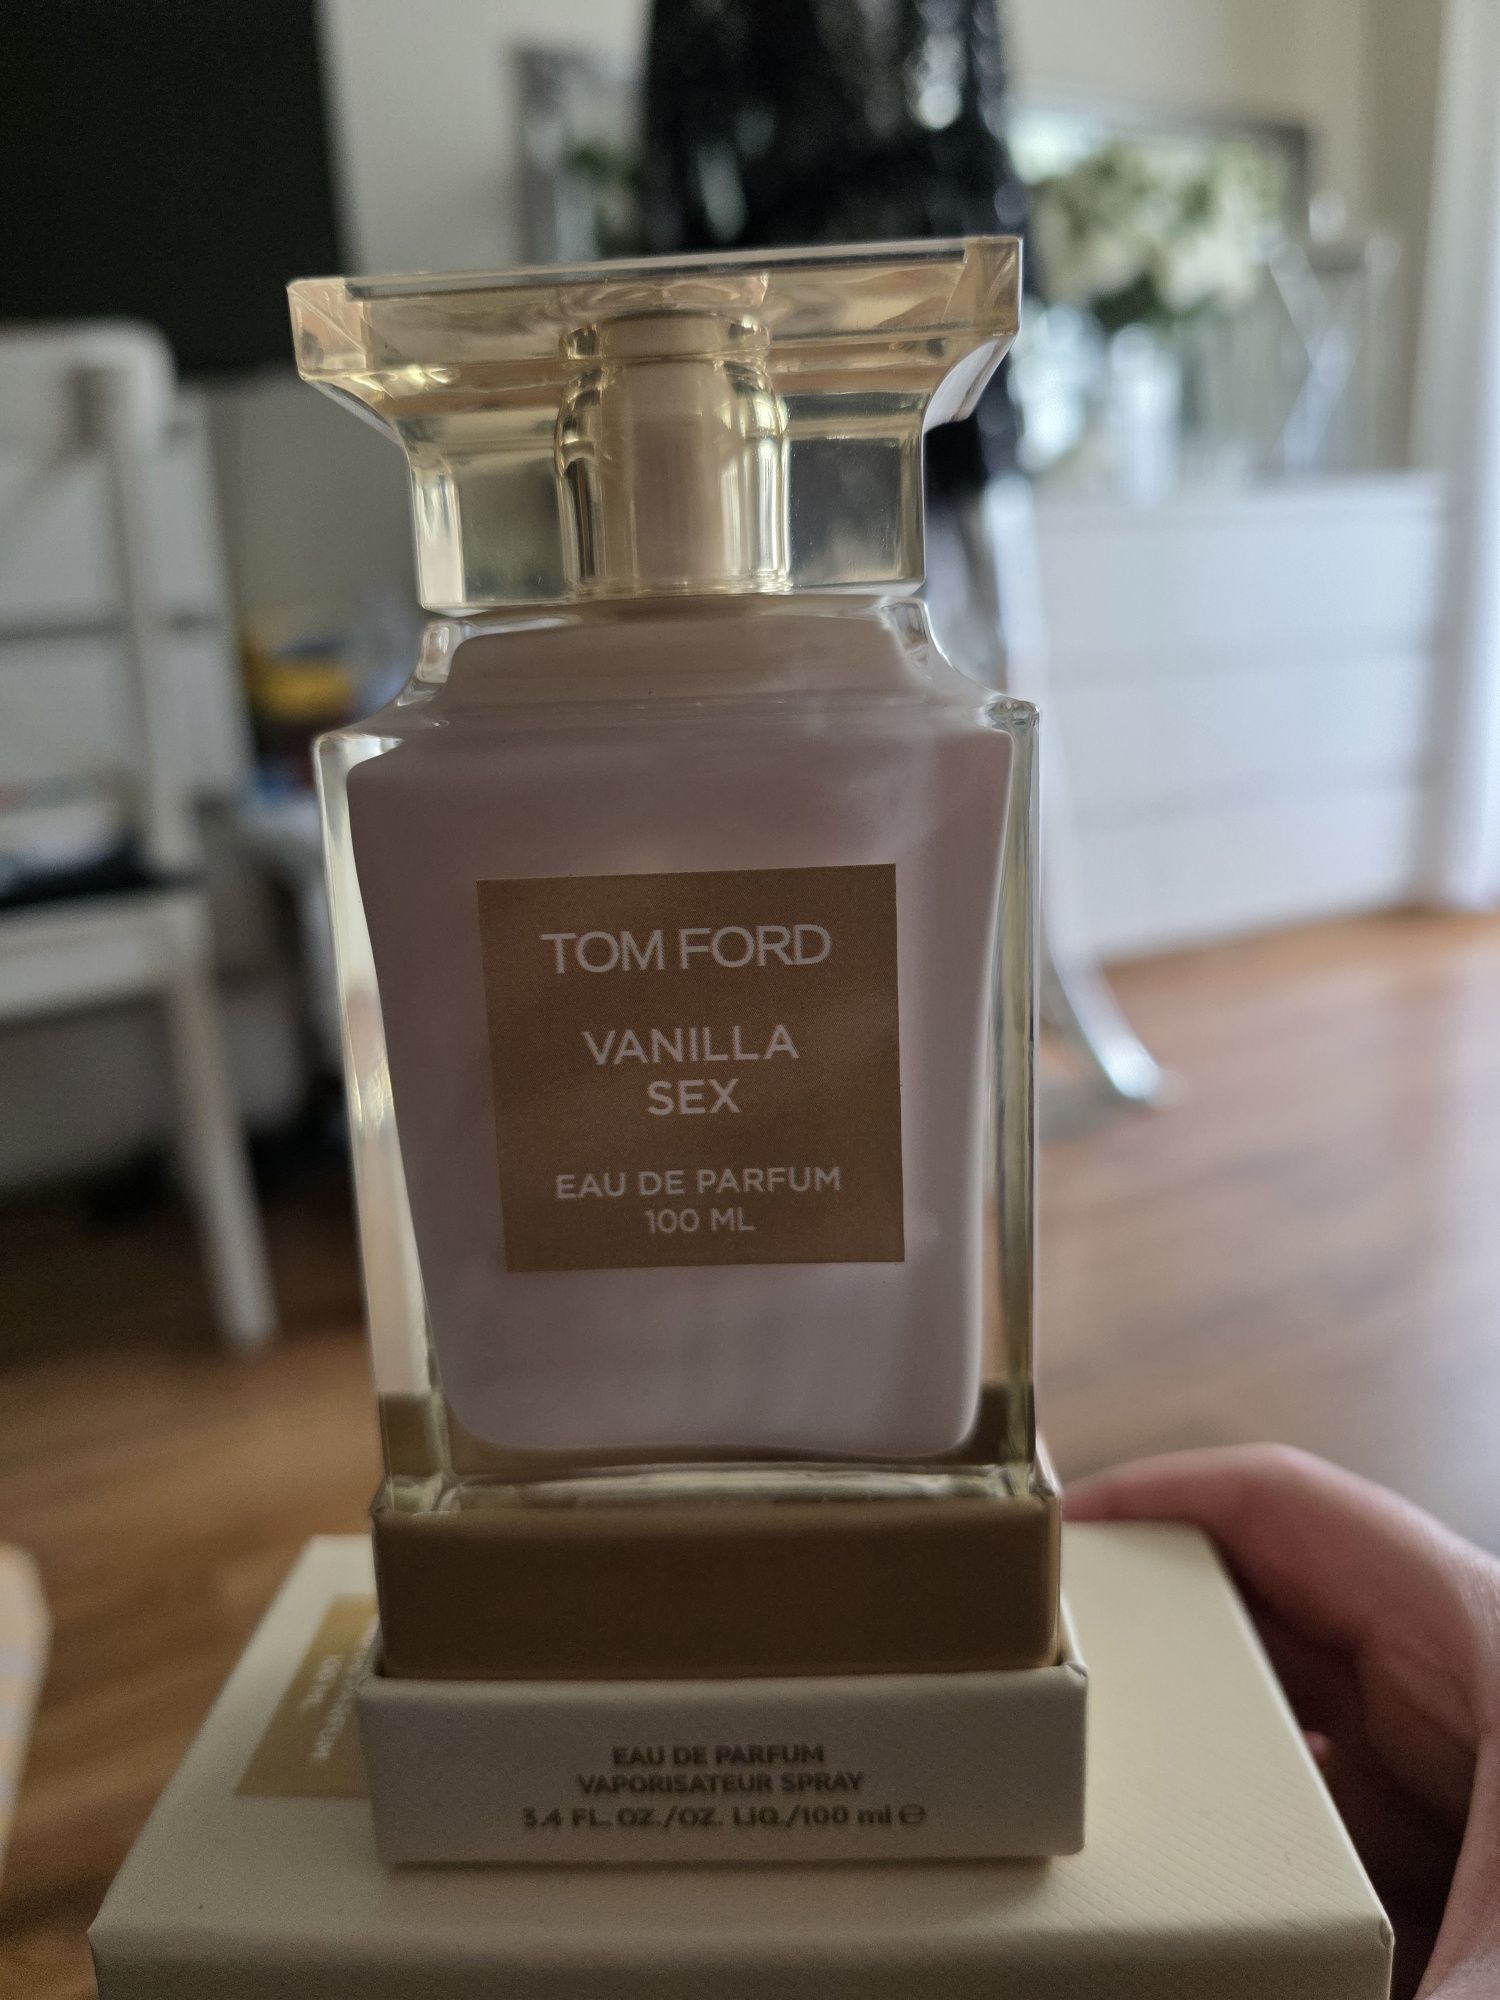 TOM FORD
VANILLA
SEX
EAU DE PARFUM
100 ML
EAU DE PARFUM
VAPORISATEUR SPRAY
3.4 FL. OZ./OZ. LIQ./100 ml ℮